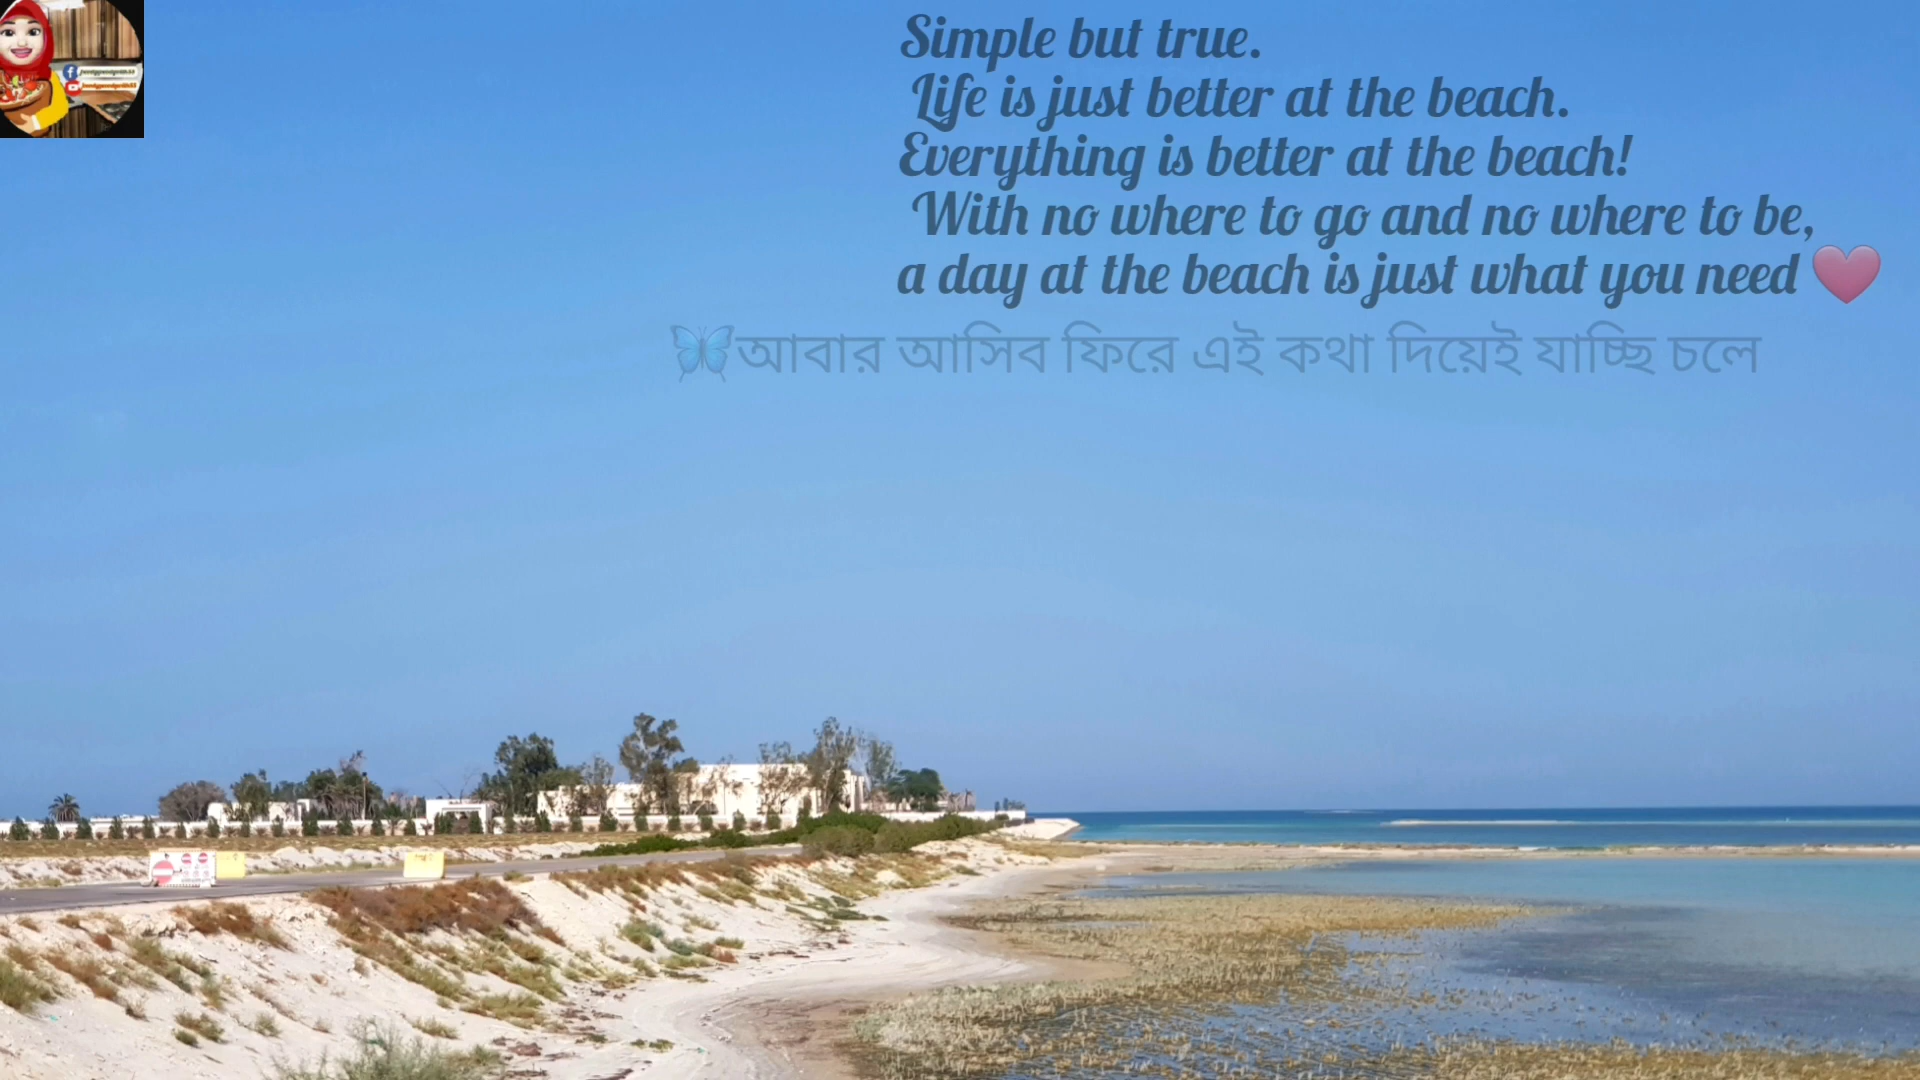 Simple but true.
Life is just better at the beach.
Everything is better at the beach!
With no where to go and no where to be,
a day at the beach is just what you need ❤️
🦋আবার আসিব ফিরে এই কথা দিয়েই যাচ্ছি চলে